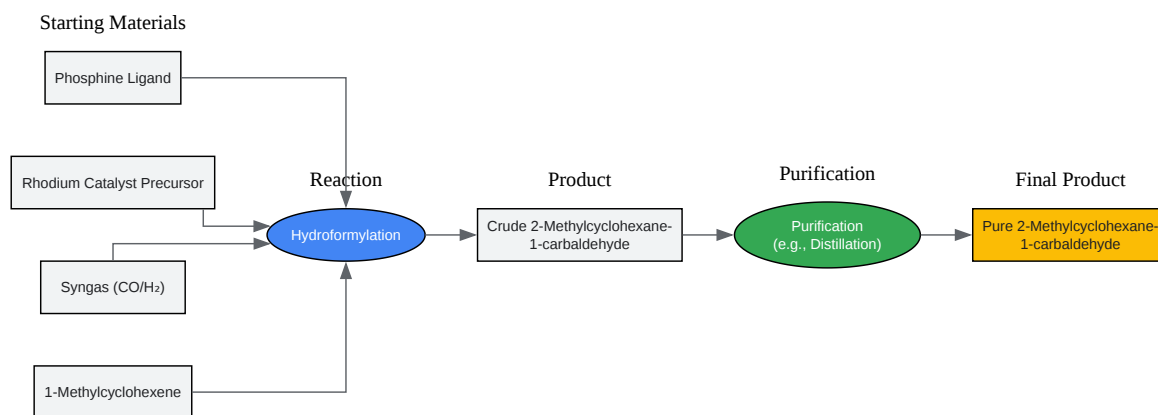 Starting Materials
Phosphine Ligand
Rhodium Catalyst Precursor
Syngas (CO/H₂)
1-Methylcyclohexene
Reaction
Hydroformylation
Product
Crude 2-Methylcyclohexane-
1-carbaldehyde
Purification
Purification
(e.g., Distillation)
Final Product
Pure 2-Methylcyclohexane-
1-carbaldehyde